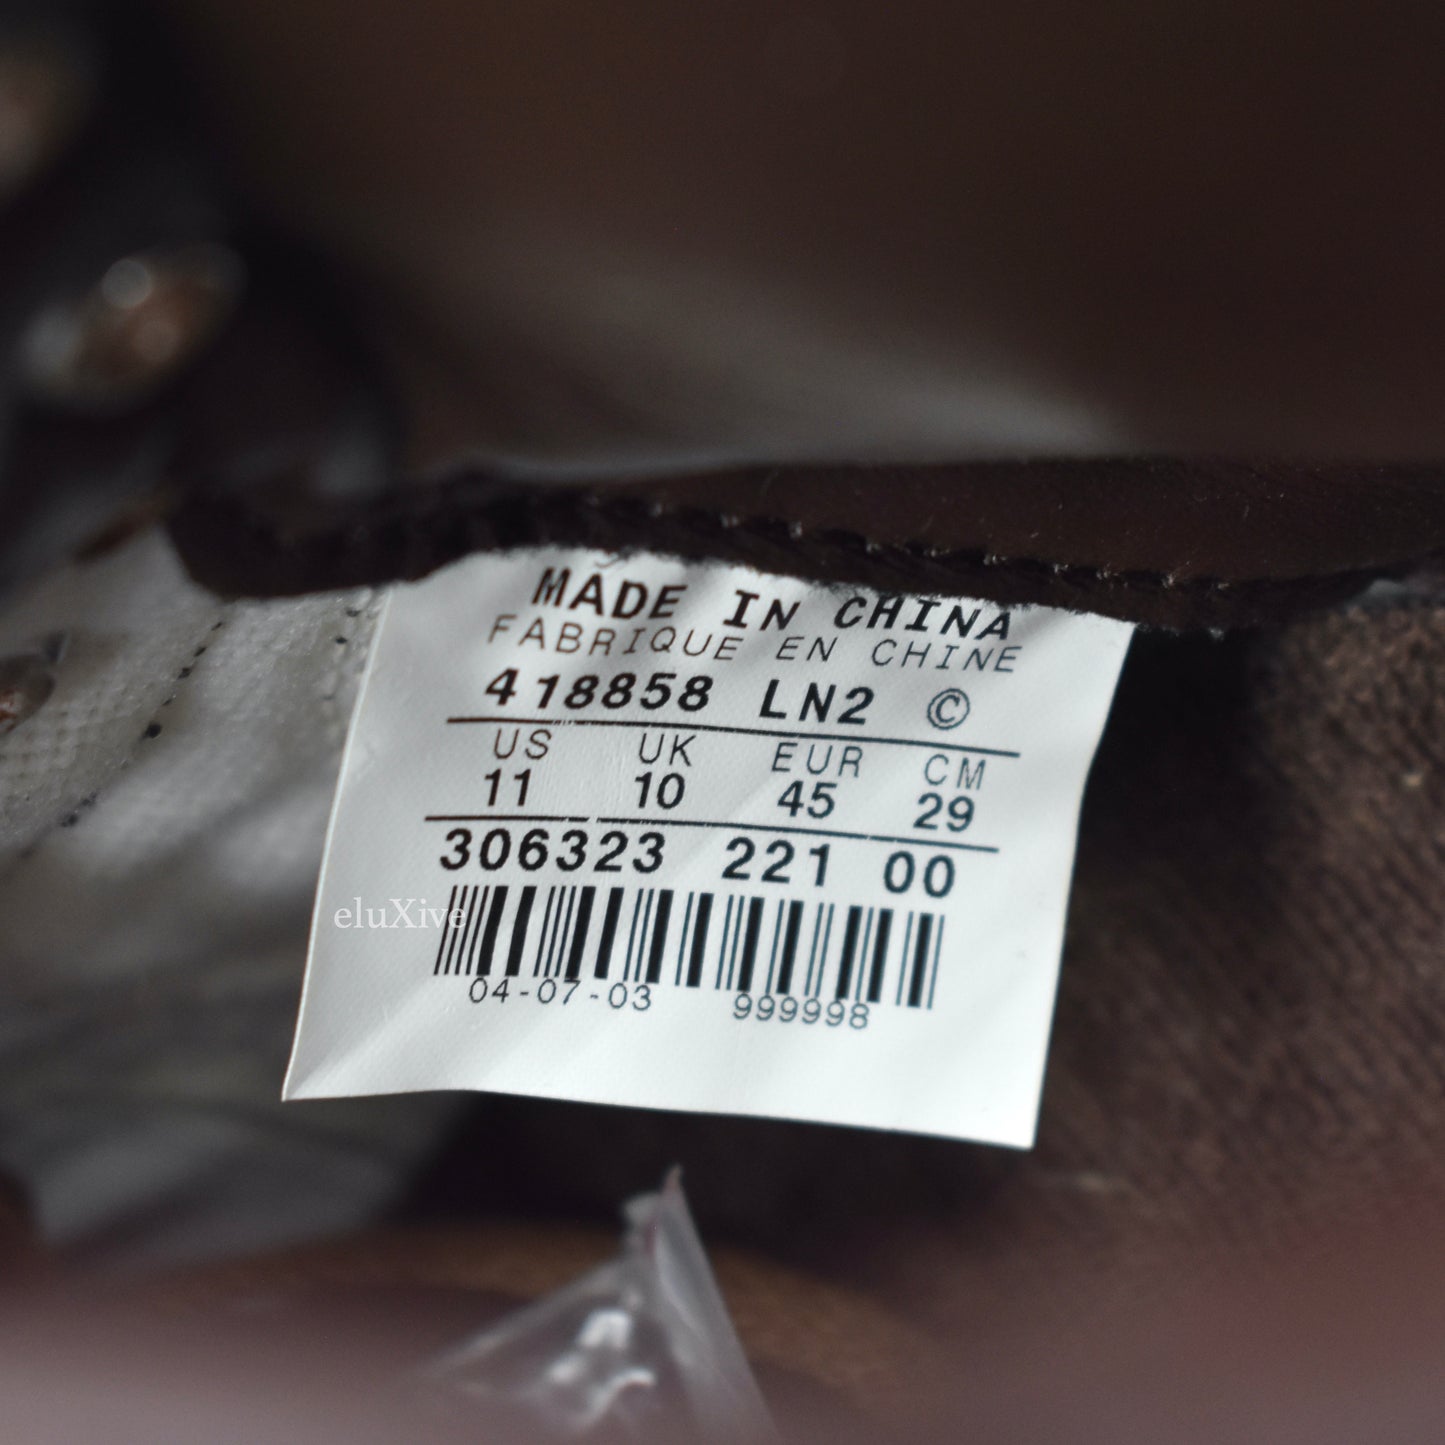 MADE IN CHINA
FABRIQUE EN CHINE
418858 LN2 ©
US UK EUR CM
11 10 45 29
306323 221 00
eluXive
04-07-03 999998